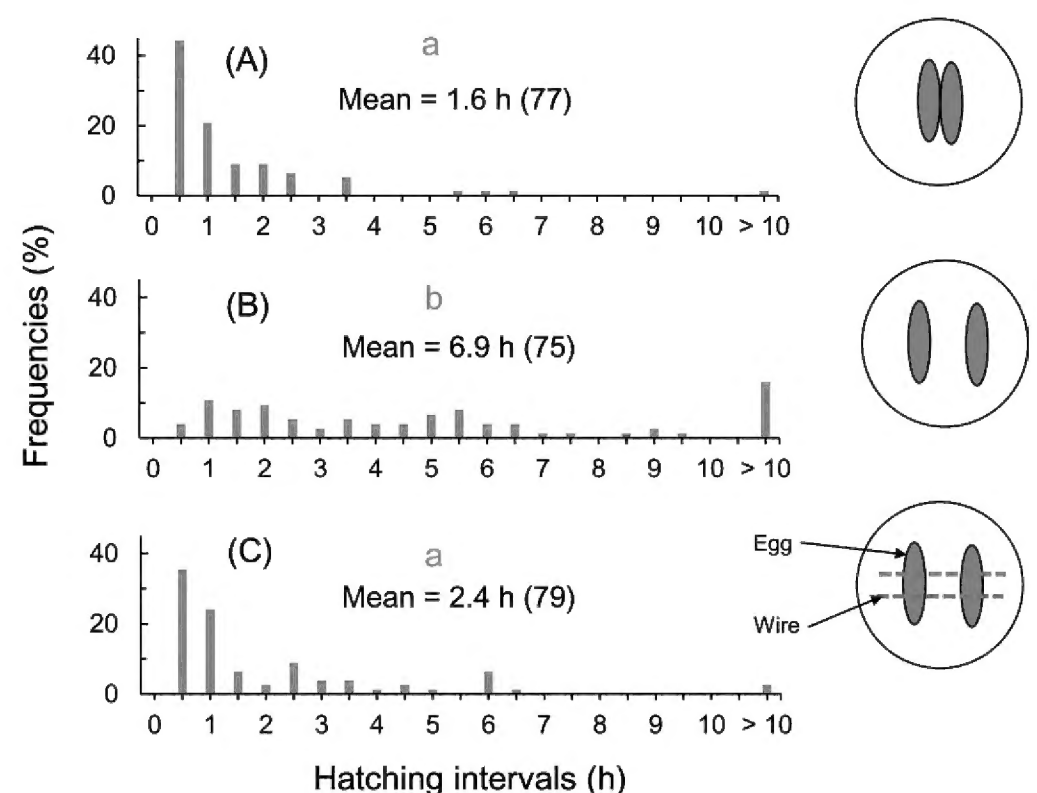 Frequencies (%)
(A)
a
Mean = 1.6 h (77)
40
20
0
0 1 2 3 4 5 6 7 8 9 10 > 10
(B)
b
Mean = 6.9 h (75)
40
20
0
0 1 2 3 4 5 6 7 8 9 10 > 10
(C)
a
Mean = 2.4 h (79)
40
20
0
0 1 2 3 4 5 6 7 8 9 10 > 10
Hatching intervals (h)
Egg
Wire